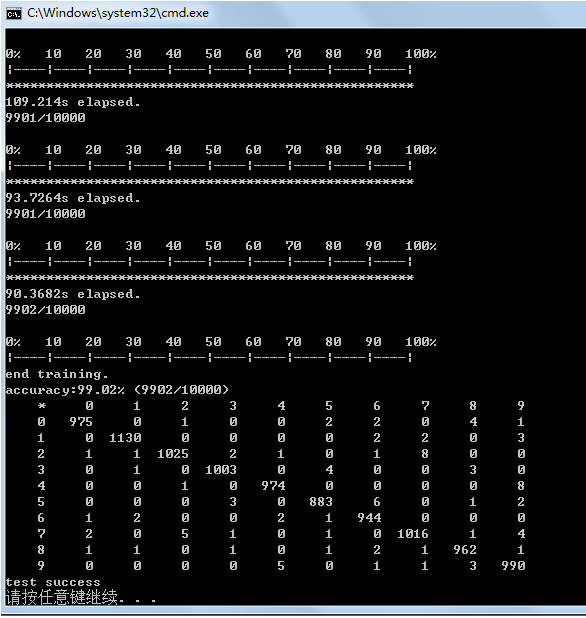 C:\Windows\system32\cmd.exe
0%   10   20   30   40   50   60   70   80   90   100%
|----|----|----|----|----|----|----|----|----|----|
***************************************************
109.214s elapsed.
9901/10000
0%   10   20   30   40   50   60   70   80   90   100%
|----|----|----|----|----|----|----|----|----|----|
***************************************************
93.7264s elapsed.
9901/10000
0%   10   20   30   40   50   60   70   80   90   100%
|----|----|----|----|----|----|----|----|----|----|
***************************************************
90.3682s elapsed.
9902/10000
0%   10   20   30   40   50   60   70   80   90   100%
|----|----|----|----|----|----|----|----|----|----|
end training.
accuracy:99.02% (9902/10000)
    *     0     1     2     3     4     5     6     7     8     9
    0   975     0     1     0     0     2     2     0     4     1
    1     0  1130     0     0     0     0     2     2     0     3
    2     1     1  1025     2     1     0     1     8     0     0
    3     0     1     0  1003     0     4     0     0     3     0
    4     0     0     1     0   974     0     0     0     0     8
    5     0     0     0     3     0   883     6     0     1     2
    6     1     2     0     0     2     1   944     0     0     0
    7     2     0     5     1     0     1     0  1016     1     4
    8     1     1     0     1     0     1     2     1   962     1
    9     0     0     0     0     5     0     1     1     3   990
test success
请按任意键继续. . .